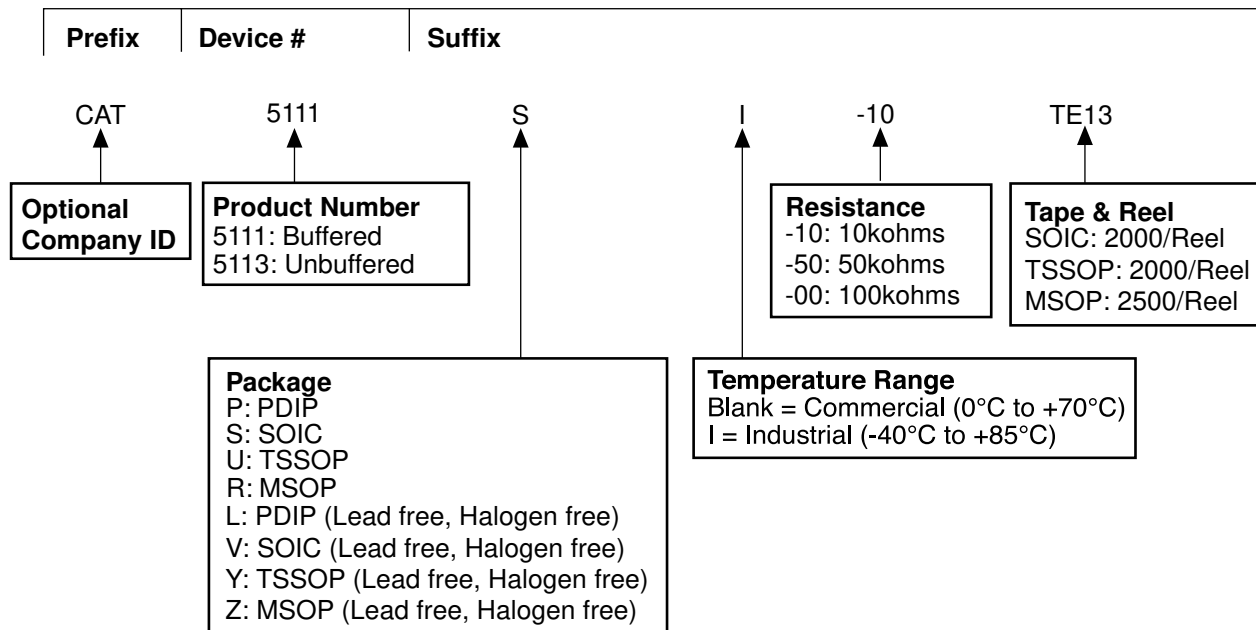 Prefix Device # Suffix
CAT 5111 S I -10 TE13
Optional
Company ID
Product Number
5111: Buffered
5113: Unbuffered
Resistance
-10: 10kohms
-50: 50kohms
-00: 100kohms
Tape & Reel
SOIC: 2000/Reel
TSSOP: 2000/Reel
MSOP: 2500/Reel
Package
P: PDIP
S: SOIC
U: TSSOP
R: MSOP
L: PDIP (Lead free, Halogen free)
V: SOIC (Lead free, Halogen free)
Y: TSSOP (Lead free, Halogen free)
Z: MSOP (Lead free, Halogen free)
Temperature Range
Blank = Commercial (0°C to +70°C)
I = Industrial (-40°C to +85°C)